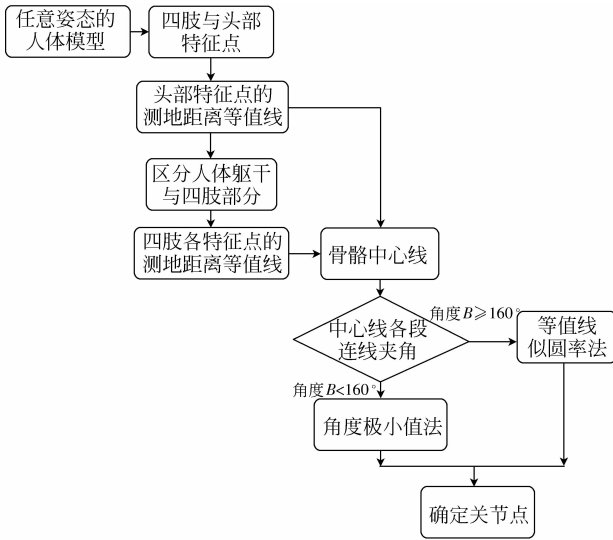 任意姿态的
人体模型
四肢与头部
特征点
头部特征点的
测地距离等值线
区分人体躯干
与四肢部分
四肢各特征点的
测地距离等值线
骨骼中心线
中心线各段
连线夹角
角度B⩾160°
等值线
似圆率法
角度B<160°
角度极小值法
确定关节点